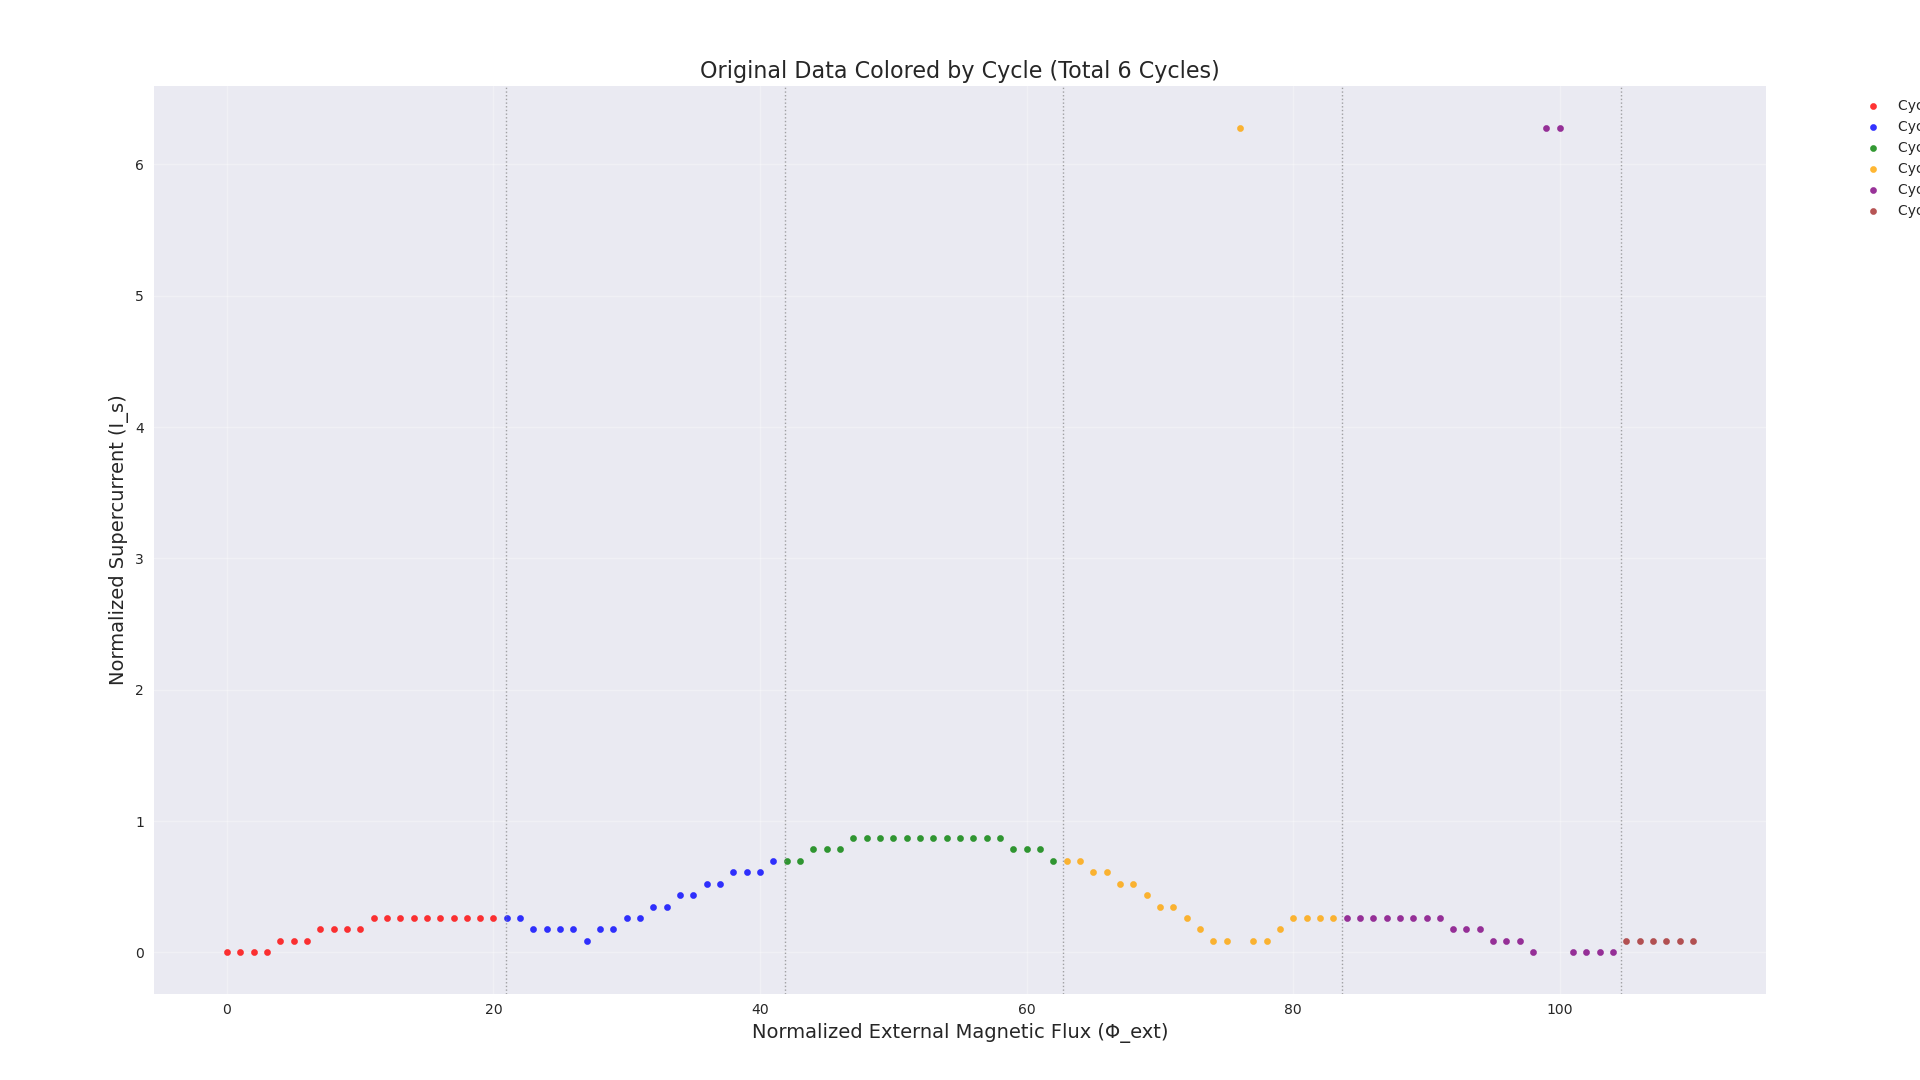 Original Data Colored by Cycle (Total 6 Cycles)
Cyc
Cyc
Cyc
Cyc
Cyc
Cyc
Normalized Supercurrent (I_s)
6
5
4
3
2
1
0
0 20 40 60 80 100
Normalized External Magnetic Flux (Φ_ext)